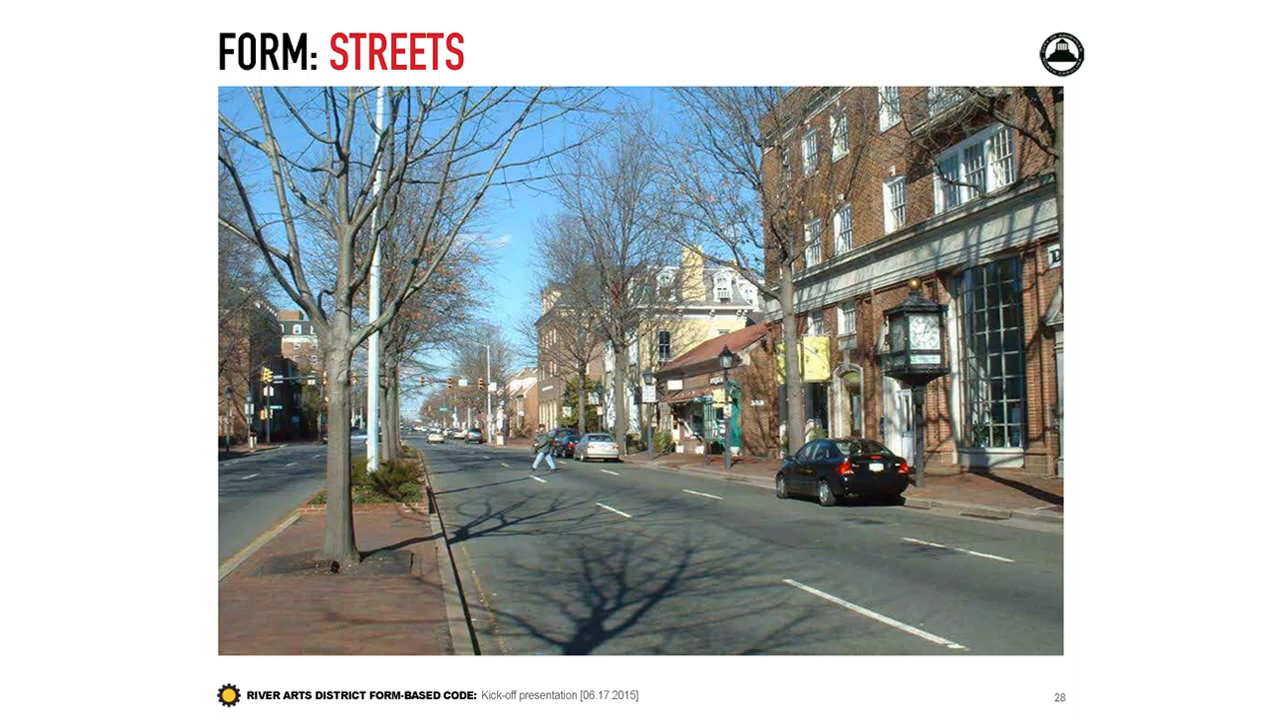 FORM: STREETS
RIVER ARTS DISTRICT FORM-BASED CODE: Kick-off presentation [06.17.2015]
28